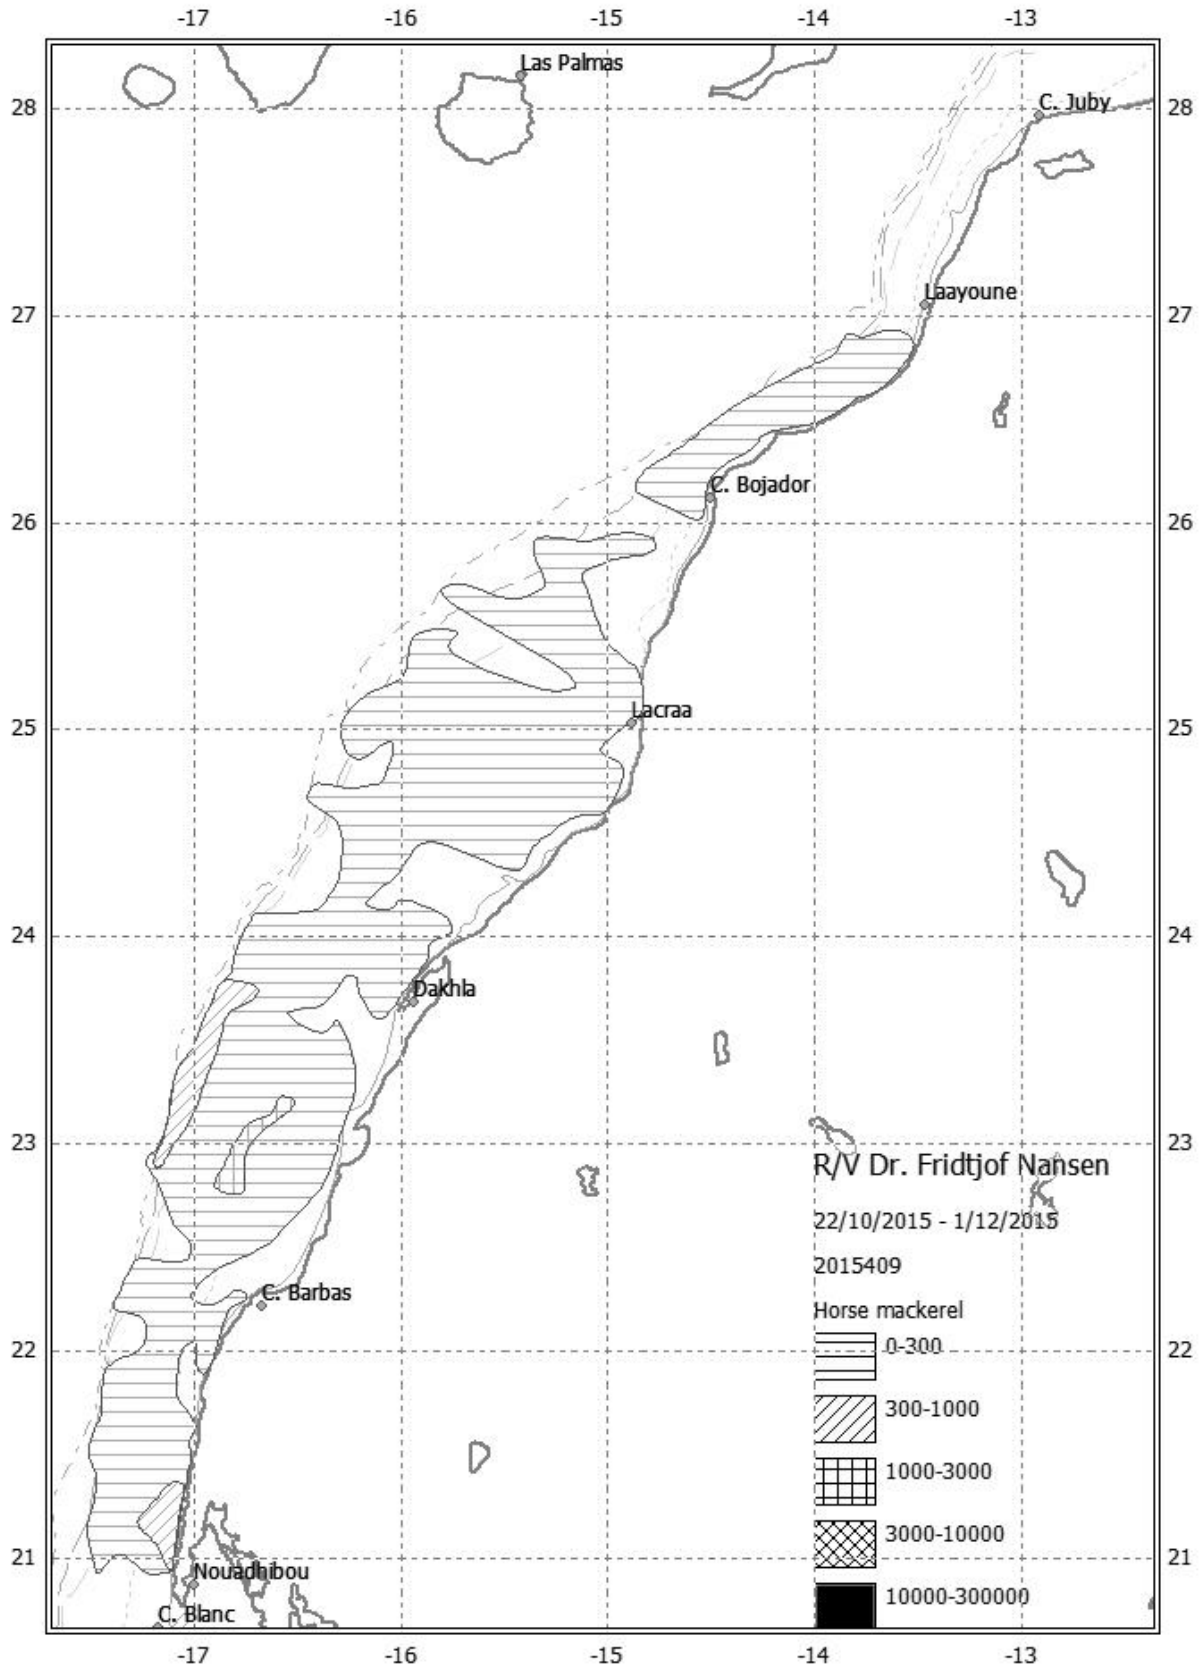 -17 -16 -15 -14 -13
Las Palmas
C. Juby
28 28
Laayoune
27 27
C. Bojador
26 26
Lacraa
25 25
24 24
Dakhla
23 23
R/V Dr. Fridtjof Nansen
22/10/2015 - 1/12/2015
2015409
C. Barbas
Horse mackerel
0-300
22 22
300-1000
1000-3000
3000-10000
21 21
Nouadhibou
10000-300000
C. Blanc
-17 -16 -15 -14 -13